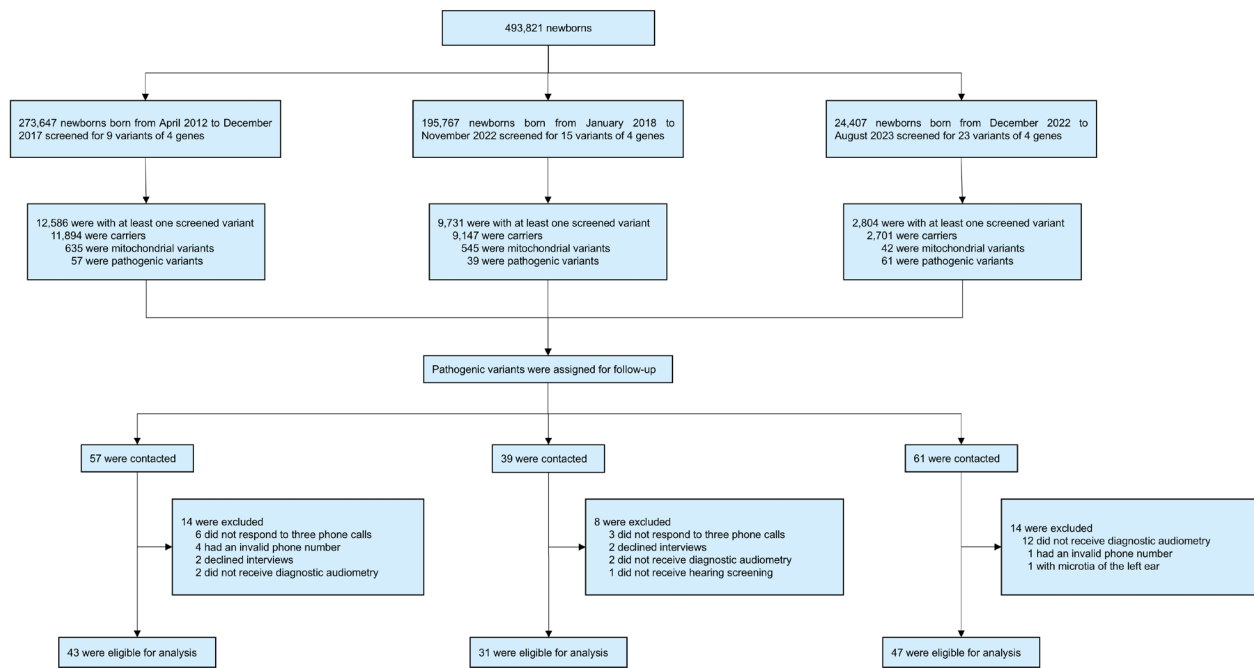 493,821 newborns
273,647 newborns born from April 2012 to December
2017 screened for 9 variants of 4 genes
195,767 newborns born from January 2018 to
November 2022 screened for 15 variants of 4 genes
24,407 newborns born from December 2022 to
August 2023 screened for 23 variants of 4 genes
12,586 were with at least one screened variant
11,894 were carriers
635 were mitochondrial variants
57 were pathogenic variants
9,731 were with at least one screened variant
9,147 were carriers
545 were mitochondrial variants
39 were pathogenic variants
2,804 were with at least one screened variant
2,701 were carriers
42 were mitochondrial variants
61 were pathogenic variants
Pathogenic variants were assigned for follow-up
57 were contacted
39 were contacted
61 were contacted
14 were excluded
6 did not respond to three phone calls
4 had an invalid phone number
2 declined interviews
2 did not receive diagnostic audiometry
8 were excluded
3 did not respond to three phone calls
2 declined interviews
2 did not receive diagnostic audiometry
1 did not receive hearing screening
14 were excluded
12 did not receive diagnostic audiometry
1 had an invalid phone number
1 with microtia of the left ear
43 were eligible for analysis
31 were eligible for analysis
47 were eligible for analysis